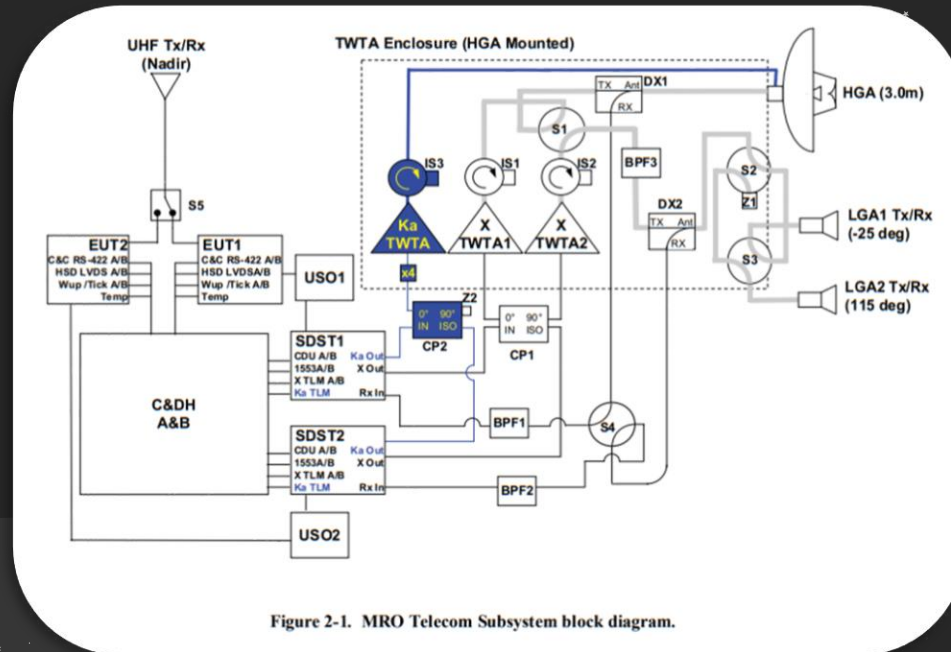 UHF Tx/Rx
(Nadir)
TWTA Enclosure (HGA Mounted)
TX Ant
RX
DX1
HGA (3.0m)
S1
IS3
IS1
IS2
BPF3
S2
Z1
Ka
TWTA
X
TWTA1
X
TWTA2
DX2
TX Ant
RX
LGA1 Tx/Rx
(-25 deg)
S3
LGA2 Tx/Rx
(115 deg)
S5
EUT2
C&C RS-422 A/B
HSD LVDS A/B
Wup /Tick A/B
Temp
EUT1
C&C RS-422 A/B
HSD LVDSA/B
Wup /Tick A/B
Temp
USO1
x4
Z2
0° 90°
IN ISO
CP2
0° 90°
IN ISO
CP1
SDST1
CDU A/B Ka Out
1553A/B X Out
X TLM A/B
Ka TLM Rx In
C&DH
A&B
BPF1
S4
SDST2
CDU A/B Ka Out
1553A/B X Out
X TLM A/B
Ka TLM Rx In
BPF2
USO2
Figure 2-1. MRO Telecom Subsystem block diagram.